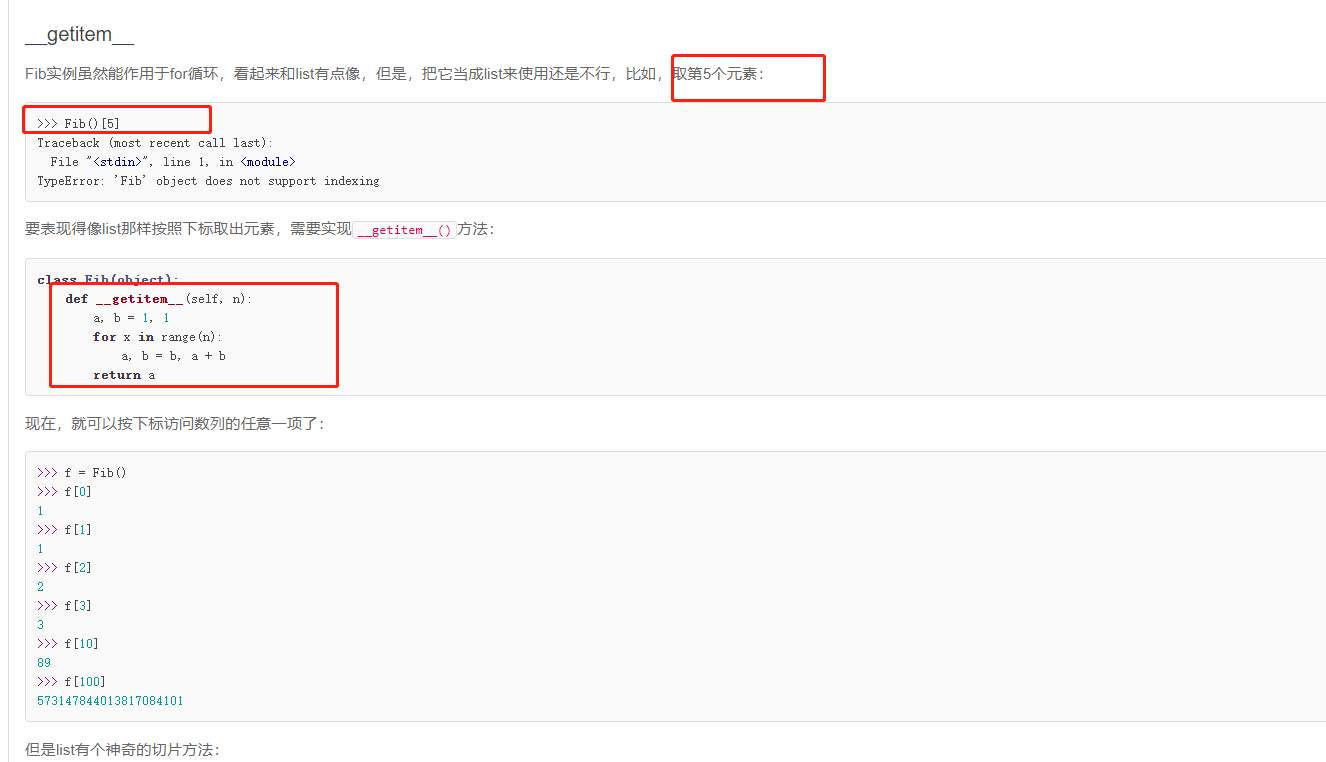 __getitem__
Fib实例虽然能作用于for循环，看起来和list有点像，但是，把它当成list来使用还是不行，比如，取第5个元素：
>>> Fib()[5]
Traceback (most recent call last):
  File "<stdin>", line 1, in <module>
TypeError: 'Fib' object does not support indexing
要表现得像list那样按照下标取出元素，需要实现__getitem__()方法：
class Fib(object):
    def __getitem__(self, n):
        a, b = 1, 1
        for x in range(n):
            a, b = b, a + b
        return a
现在，就可以按下标访问数列的任意一项了：
>>> f = Fib()
>>> f[0]
1
>>> f[1]
1
>>> f[2]
2
>>> f[3]
3
>>> f[10]
89
>>> f[100]
573147844013817084101
但是list有个神奇的切片方法：